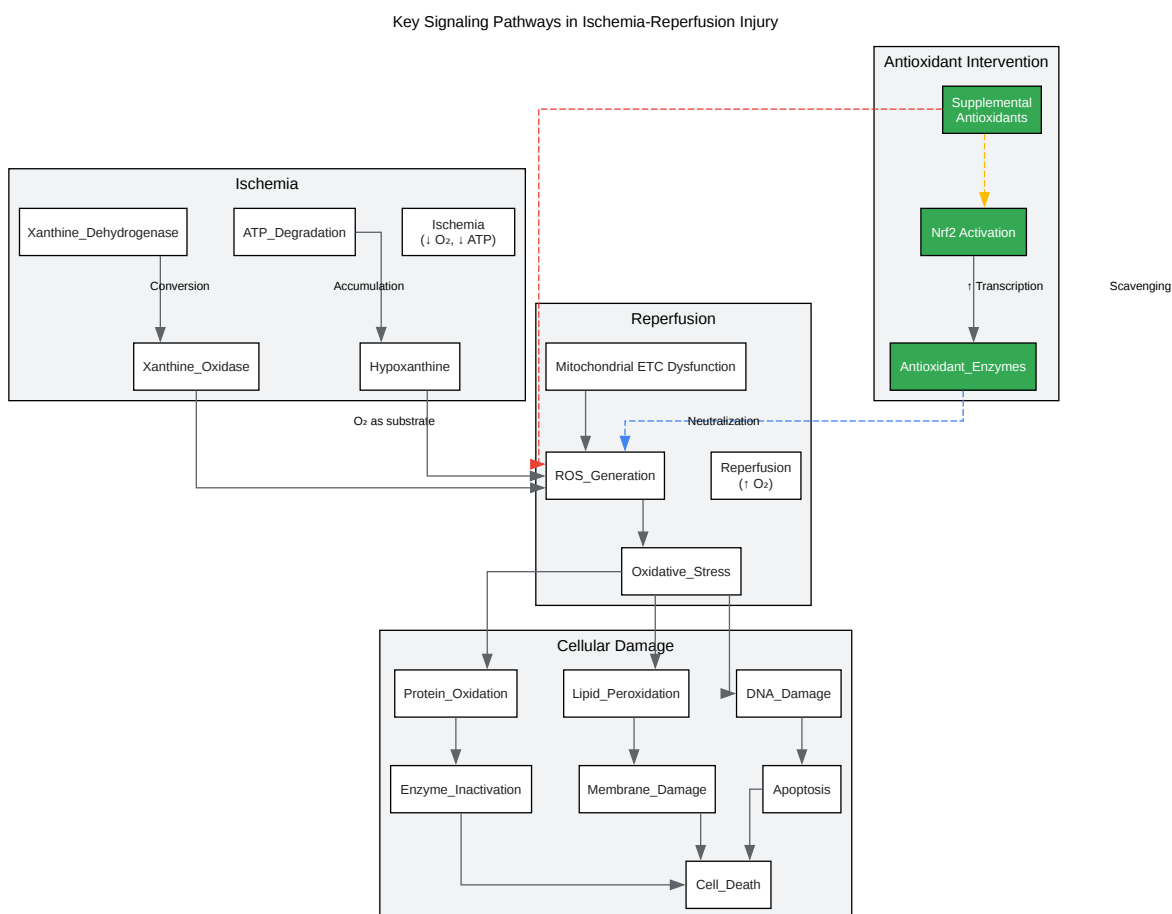 Key Signaling Pathways in Ischemia-Reperfusion Injury
Antioxidant Intervention
Supplemental
Antioxidants
Ischemia
Xanthine_Dehydrogenase
ATP_Degradation
Ischemia
(↓ O₂, ↓ ATP)
Nrf2 Activation
Conversion
Accumulation
↑ Transcription
Scavenging
Reperfusion
Xanthine_Oxidase
Hypoxanthine
Mitochondrial ETC Dysfunction
Antioxidant_Enzymes
O₂ as substrate
Neutralization
ROS_Generation
Reperfusion
(↑ O₂)
Oxidative_Stress
Cellular Damage
Protein_Oxidation
Lipid_Peroxidation
DNA_Damage
Enzyme_Inactivation
Membrane_Damage
Apoptosis
Cell_Death